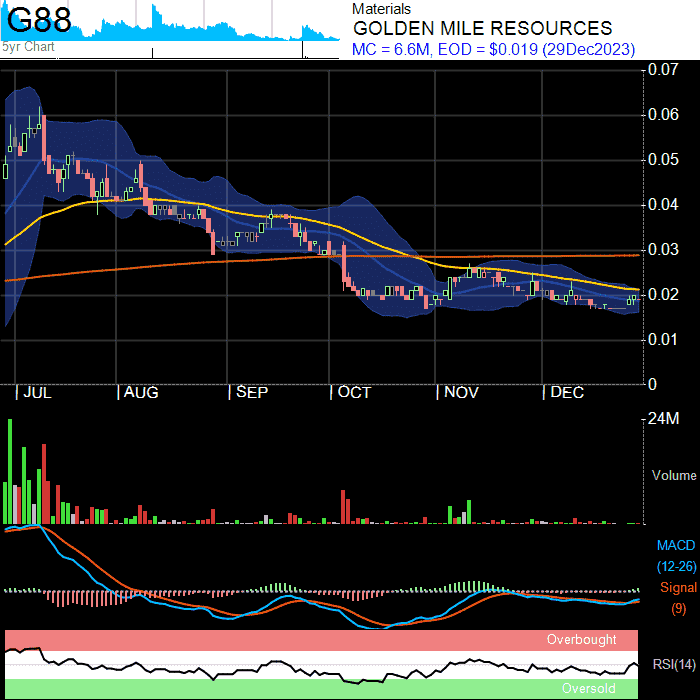 G88
5yr Chart
Materials
GOLDEN MILE RESOURCES
MC = 6.6M, EOD = $0.019 (29Dec2023)
0.07
0.06
0.05
0.04
0.03
0.02
0.01
0
JUL AUG SEP OCT NOV DEC
24M
Volume
MACD
(12-26)
Signal
(9)
Overbought
RSI(14)
Oversold